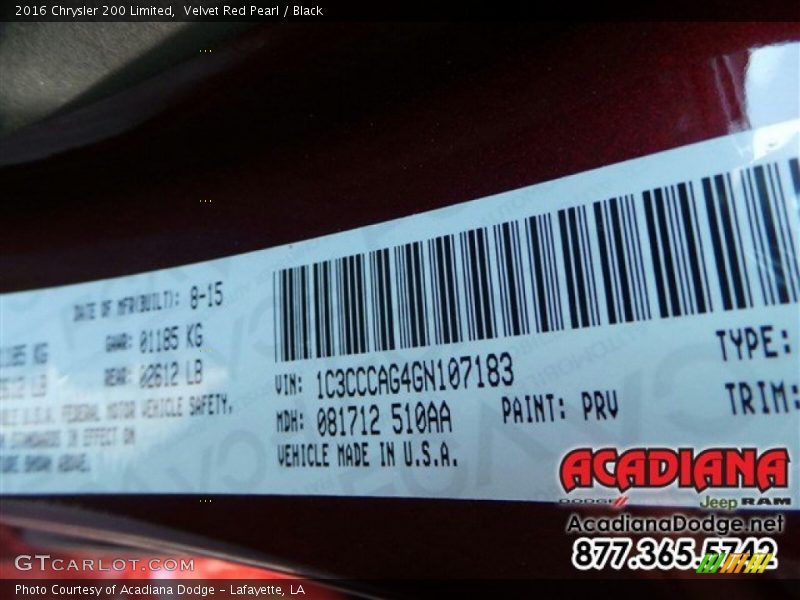 2016 Chrysler 200 Limited,  Velvet Red Pearl / Black
DATE OF MFR(BUILT): 8-15
GAWR: 01185 KG
REAR: 02612 LB
U.S.A. FEDERAL MOTOR VEHICLE SAFETY,
STANDARDS IN EFFECT ON
SHOWN ABOVE.
VIN: 1C3CCCAG4GN107183
MDH: 081712 510AA
PAINT: PRV
VEHICLE MADE IN U.S.A.
TYPE:
TRIM:
ACADIANA
DODGE Jeep RAM
AcadianaDodge.net
877.365.5742
GTCARLOT.COM
Photo Courtesy of Acadiana Dodge - Lafayette, LA